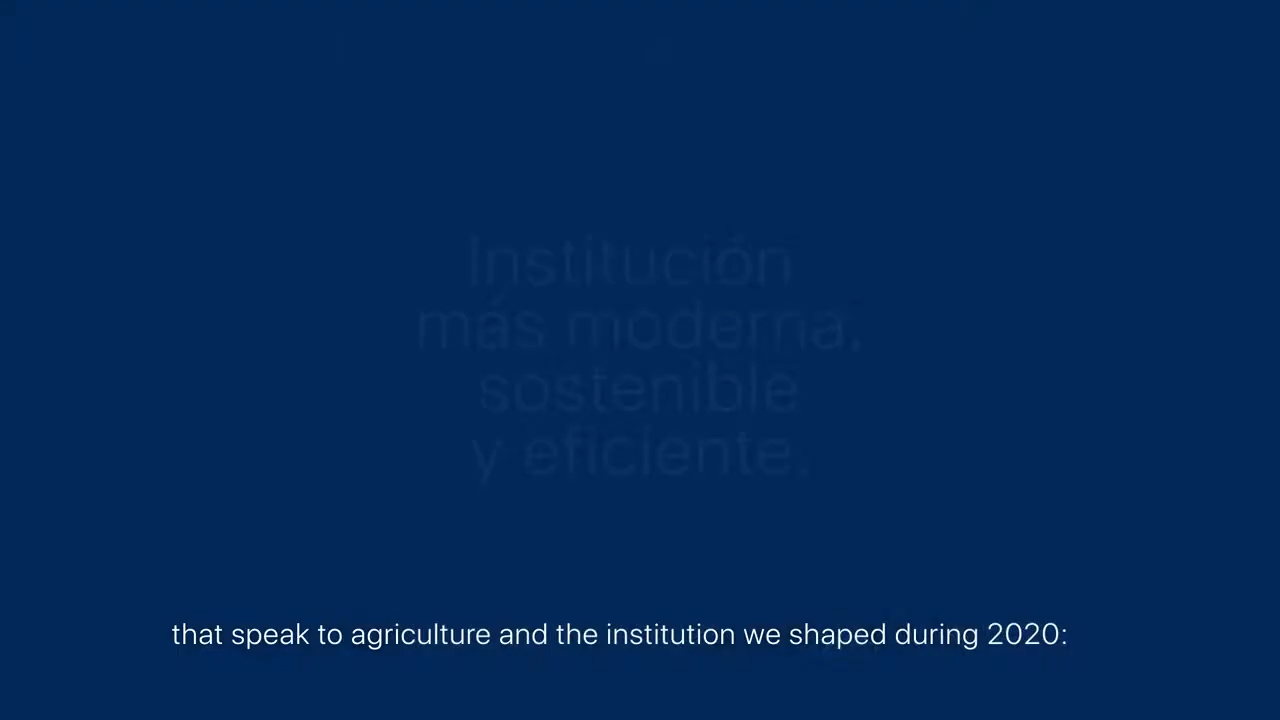 Institución
más moderna,
sostenible
y eficiente.
that speak to agriculture and the institution we shaped during 2020: